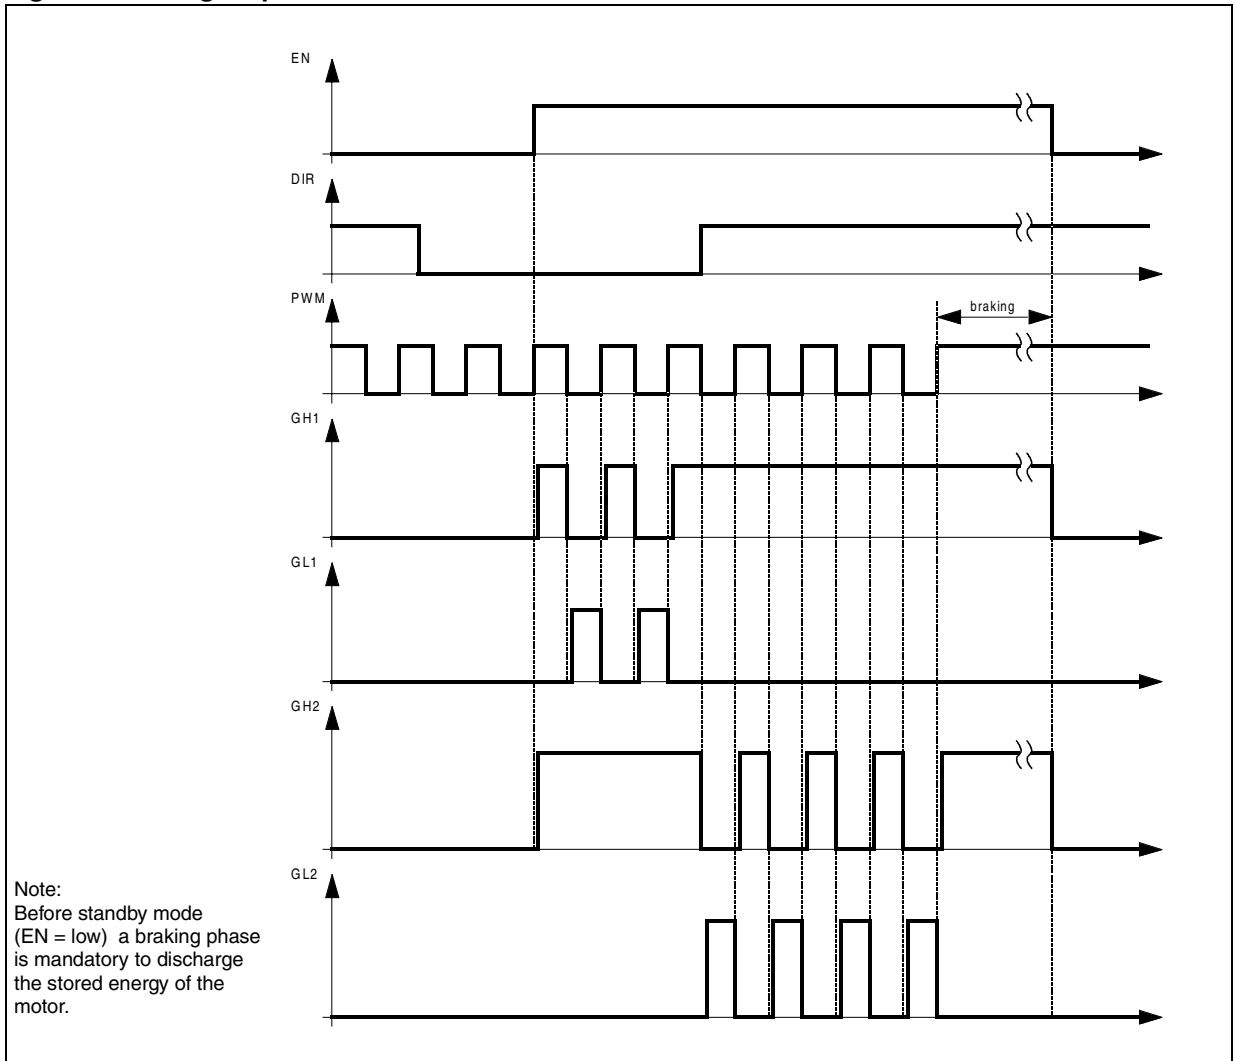 EN
DIR
PWM
braking
GH1
GL1
GH2
GL2
Note:
Before standby mode
(EN = low) a braking phase
is mandatory to discharge
the stored energy of the
motor.